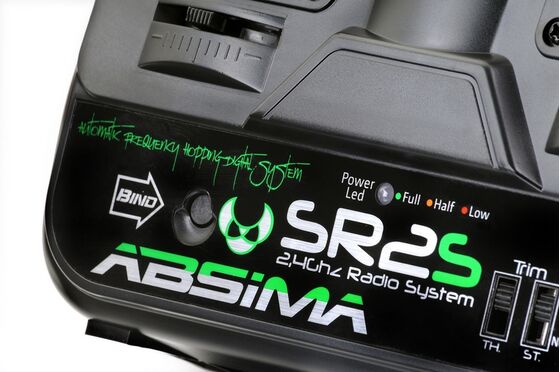 AUTOMATIC FREQUENCY HOPPING DIGITAL SYSTEM
BIND
Power Led
Full
Half
Low
SR2S
2,4Ghz Radio System
ABSiMA
Trim
TH.
ST.